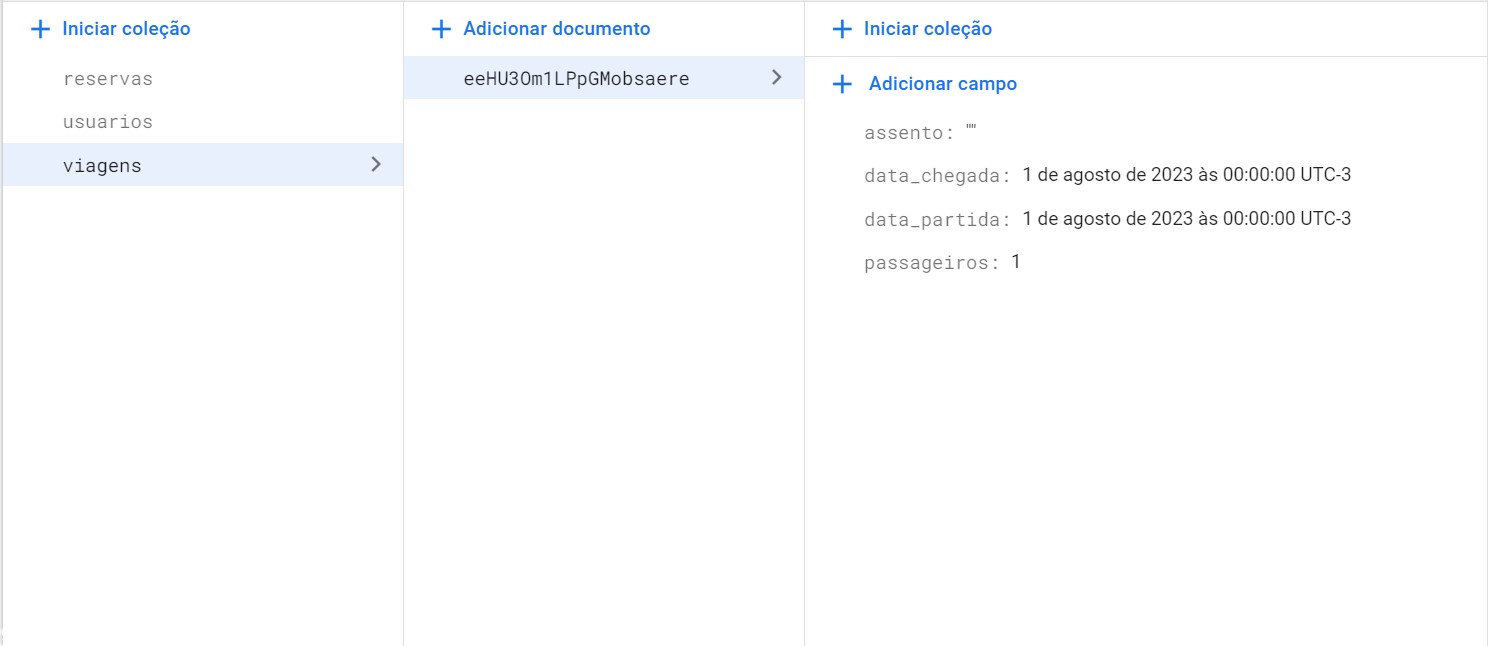 Iniciar coleção
reservas
usuarios
viagens
Adicionar documento
eeHU3Om1LPpGMobsaere
Iniciar coleção
Adicionar campo
assento: ""
data_chegada: 1 de agosto de 2023 às 00:00:00 UTC-3
data_partida: 1 de agosto de 2023 às 00:00:00 UTC-3
passageiros: 1